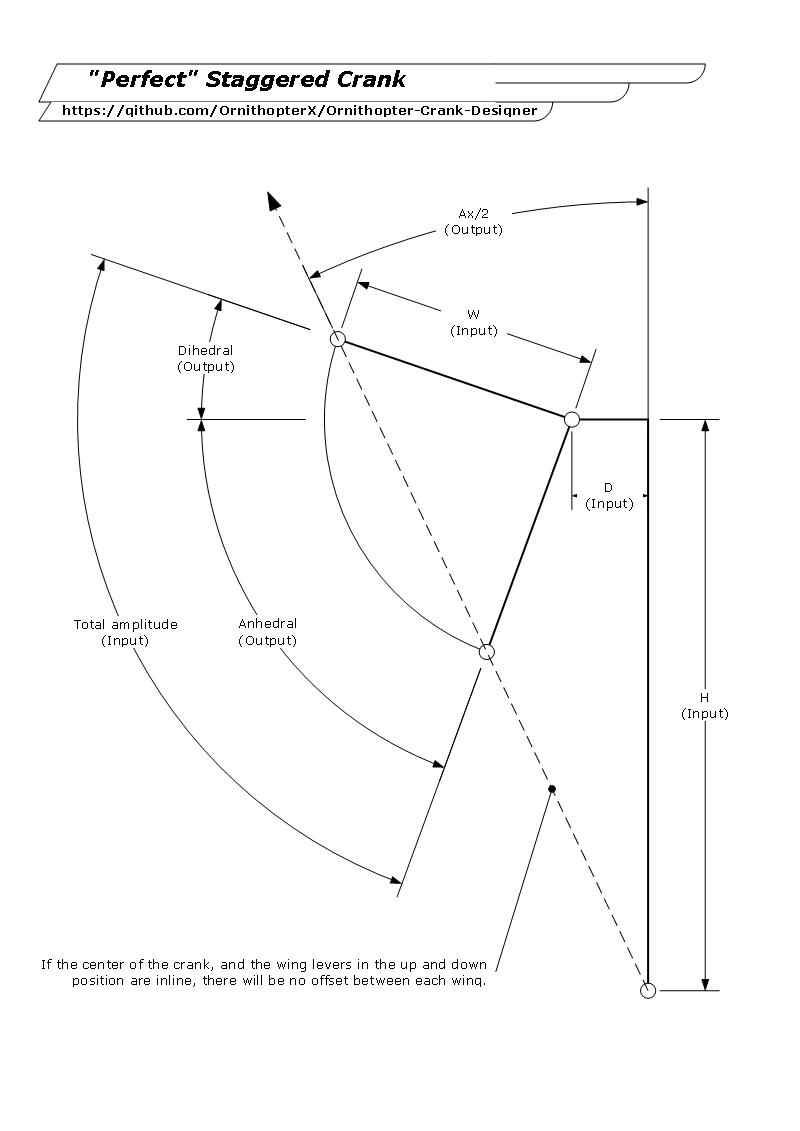 "Perfect" Staggered Crank
https://github.com/OrnithopterX/Ornithopter-Crank-Designer
Ax/2
(Output)
W
(Input)
Dihedral
(Output)
D
(Input)
Total amplitude
(Input)
Anhedral
(Output)
H
(Input)
If the center of the crank, and the wing levers in the up and down
position are inline, there will be no offset between each wing.